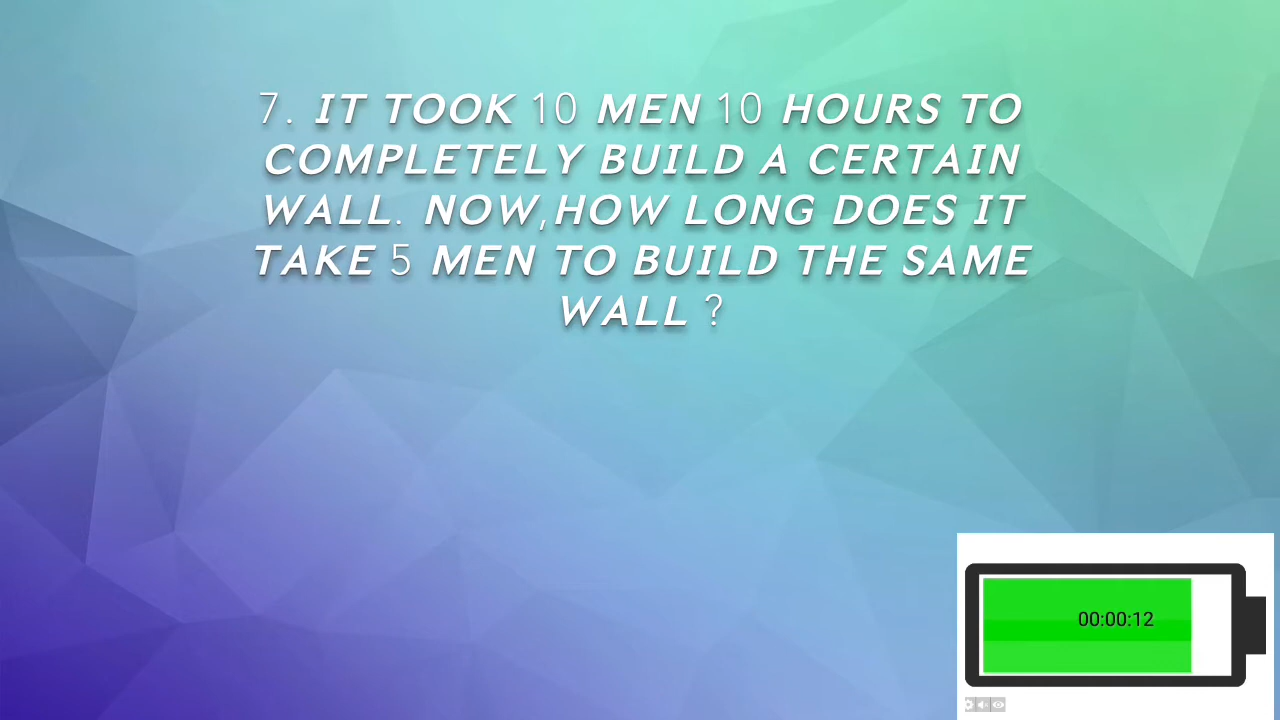 7. IT TOOK 10 MEN 10 HOURS TO
COMPLETELY BUILD A CERTAIN
WALL. NOW,HOW LONG DOES IT
TAKE 5 MEN TO BUILD THE SAME
WALL ?
00:00:12